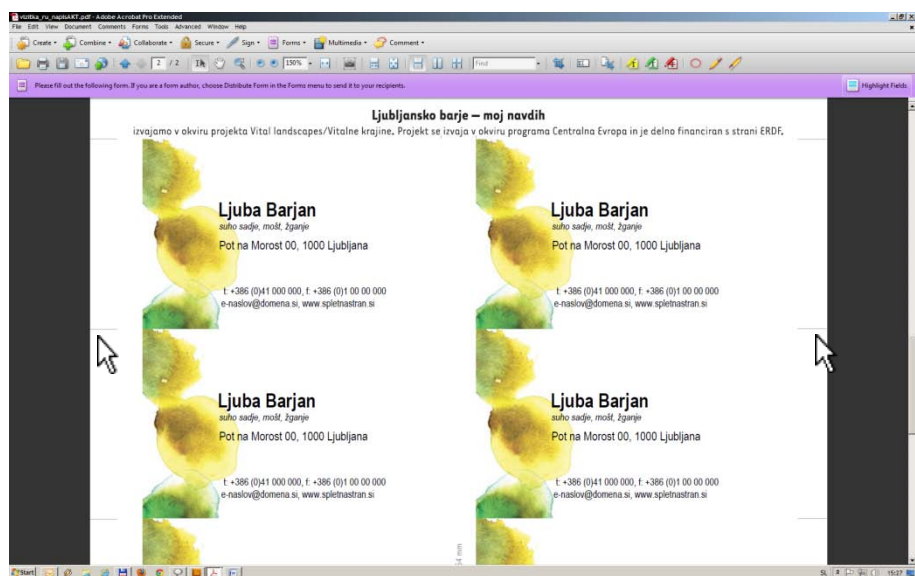 vizitka_ru_napisAKT.pdf - Adobe Acrobat Pro Extended
File Edit View Document Comments Forms Tools Advanced Window Help
Create Combine Collaborate Secure Sign Forms Multimedia Comment
2 / 2 150% Find
Please fill out the following form. If you are a form author, choose Distribute Form in the Forms menu to send it to your recipients.
Highlight Fields
Ljubljansko barje – moj navdih
izvajamo v okviru projekta Vital landscapes/Vitalne krajine. Projekt se izvaja v okviru programa Centralna Evropa in je delno financiran s strani ERDF.
Ljuba Barjan
suho sadje, mošt, žganje
Pot na Morost 00, 1000 Ljubljana
t: +386 (0)41 000 000, f: +386 (0)1 00 00 000
e-naslov@domena.si, www.spletnastran.si
Ljuba Barjan
suho sadje, mošt, žganje
Pot na Morost 00, 1000 Ljubljana
t: +386 (0)41 000 000, f: +386 (0)1 00 00 000
e-naslov@domena.si, www.spletnastran.si
Ljuba Barjan
suho sadje, mošt, žganje
Pot na Morost 00, 1000 Ljubljana
t: +386 (0)41 000 000, f: +386 (0)1 00 00 000
e-naslov@domena.si, www.spletnastran.si
Ljuba Barjan
suho sadje, mošt, žganje
Pot na Morost 00, 1000 Ljubljana
t: +386 (0)41 000 000, f: +386 (0)1 00 00 000
e-naslov@domena.si, www.spletnastran.si
Start
SL
15:27